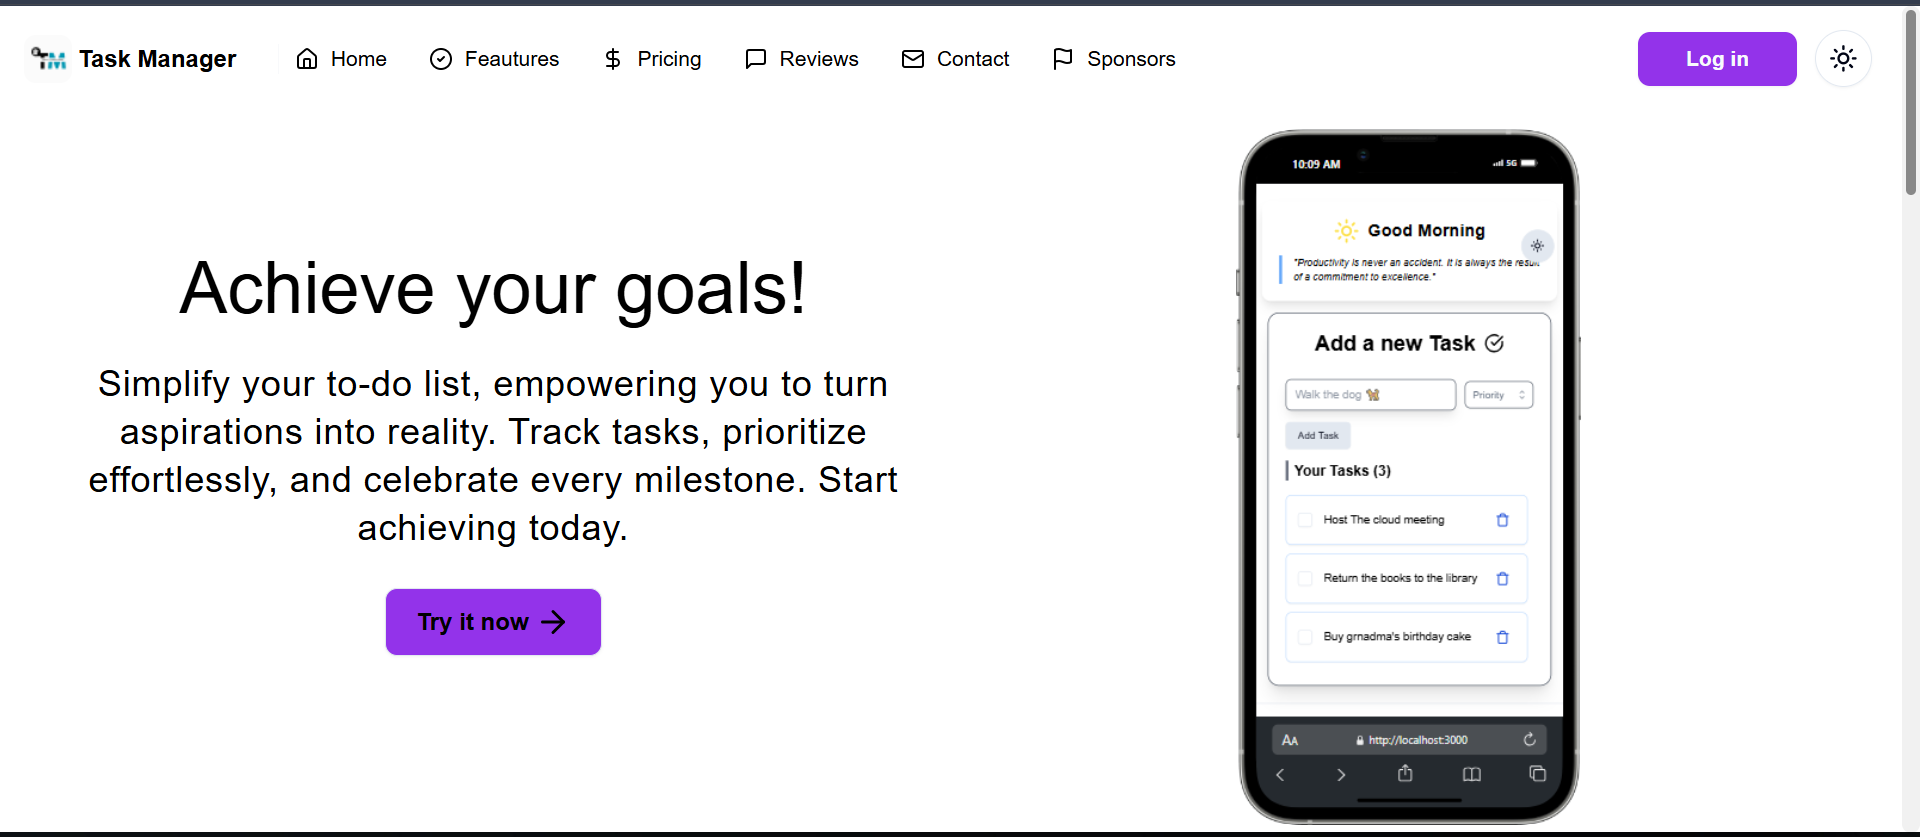 TM Task Manager
Home
Feautures
Pricing
Reviews
Contact
Sponsors
Log in
Achieve your goals!
Simplify your to-do list, empowering you to turn
aspirations into reality. Track tasks, prioritize
effortlessly, and celebrate every milestone. Start
achieving today.
Try it now
10:09 AM
5G
Good Morning
"Productivity is never an accident. It is always the result
of a commitment to excellence."
Add a new Task
Walk the dog 🐕
Priority
Add Task
Your Tasks (3)
Host The cloud meeting
Return the books to the library
Buy grnadma's birthday cake
AA
http://localhost:3000